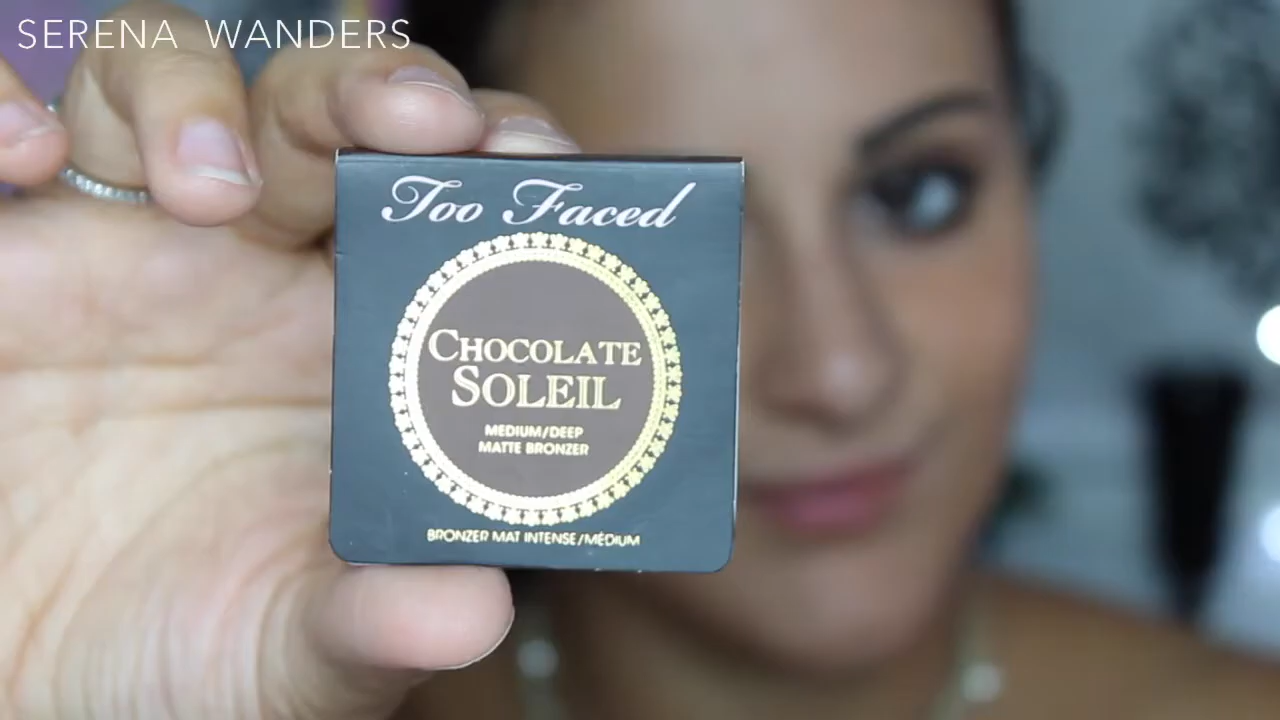 SERENA WANDERS
Too Faced
CHOCOLATE
SOLEIL
MEDIUM/DEEP
MATTE BRONZER
BRONZER MAT INTENSE/MÉDIUM